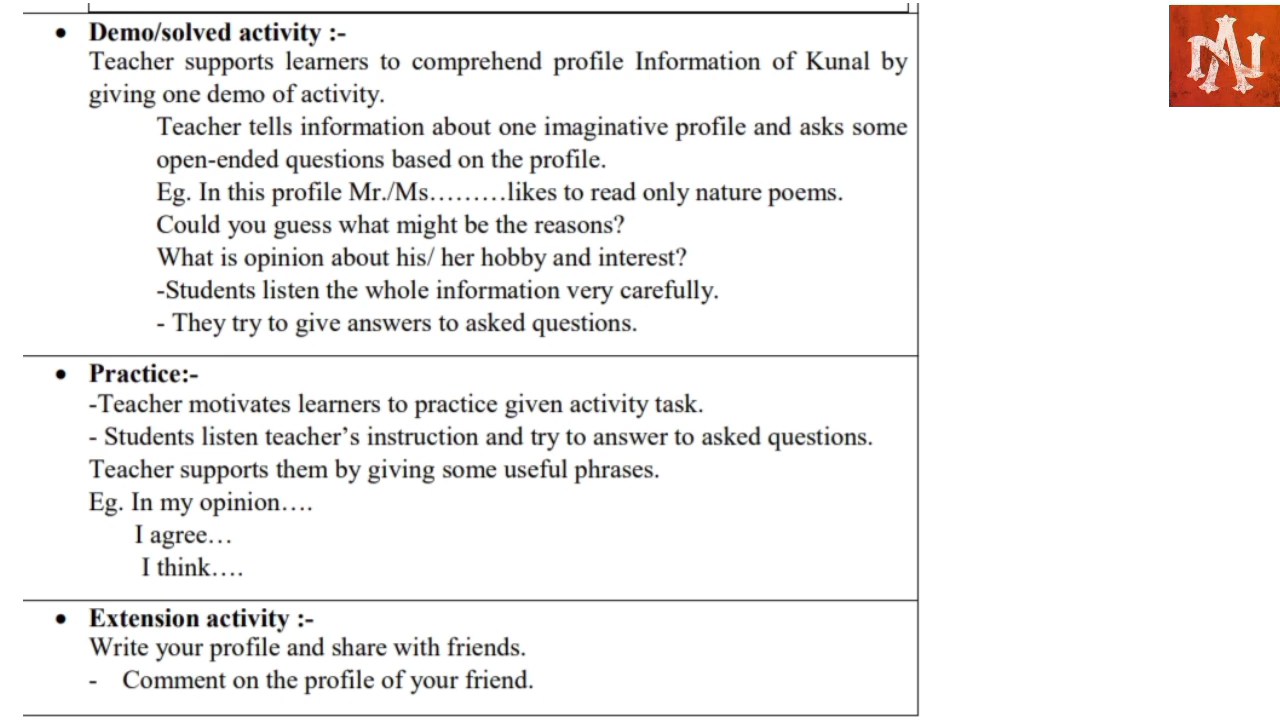 • Demo/solved activity :-
Teacher supports learners to comprehend profile Information of Kunal by
giving one demo of activity.
Teacher tells information about one imaginative profile and asks some
open-ended questions based on the profile.
Eg. In this profile Mr./Ms.………likes to read only nature poems.
Could you guess what might be the reasons?
What is opinion about his/ her hobby and interest?
-Students listen the whole information very carefully.
- They try to give answers to asked questions.
• Practice:-
-Teacher motivates learners to practice given activity task.
- Students listen teacher’s instruction and try to answer to asked questions.
Teacher supports them by giving some useful phrases.
Eg. In my opinion….
I agree…
I think….
• Extension activity :-
Write your profile and share with friends.
- Comment on the profile of your friend.